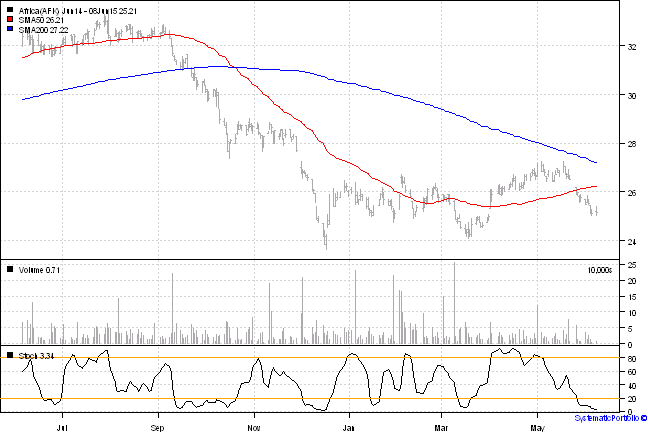 Africa(AFK) Jun14 - 08Jun15 25.21
SMA50 26.21
SMA200 27.22
32
30
28
26
24
Volume 0.71
10,000s
25
20
15
10
5
0
Stoch 3.34
80
60
40
20
0
Jul Sep Nov Jan Mar May
SystematicPortfolio ©